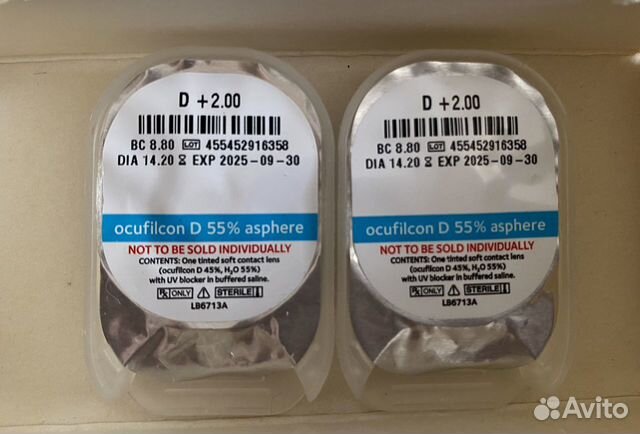 D +2.00
BC 8.80 LOT 455452916358
DIA 14.20 EXP 2025-09-30
ocufilcon D 55% asphere
NOT TO BE SOLD INDIVIDUALLY
CONTENTS: One tinted soft contact lens
(ocufilcon D 45%, H₂O 55%)
with UV blocker in buffered saline.
Rx ONLY STERILE
LB6713A
D +2.00
BC 8.80 LOT 455452916358
DIA 14.20 EXP 2025-09-30
ocufilcon D 55% asphere
NOT TO BE SOLD INDIVIDUALLY
CONTENTS: One tinted soft contact lens
(ocufilcon D 45%, H₂O 55%)
with UV blocker in buffered saline.
Rx ONLY STERILE
LB6713A
Avito